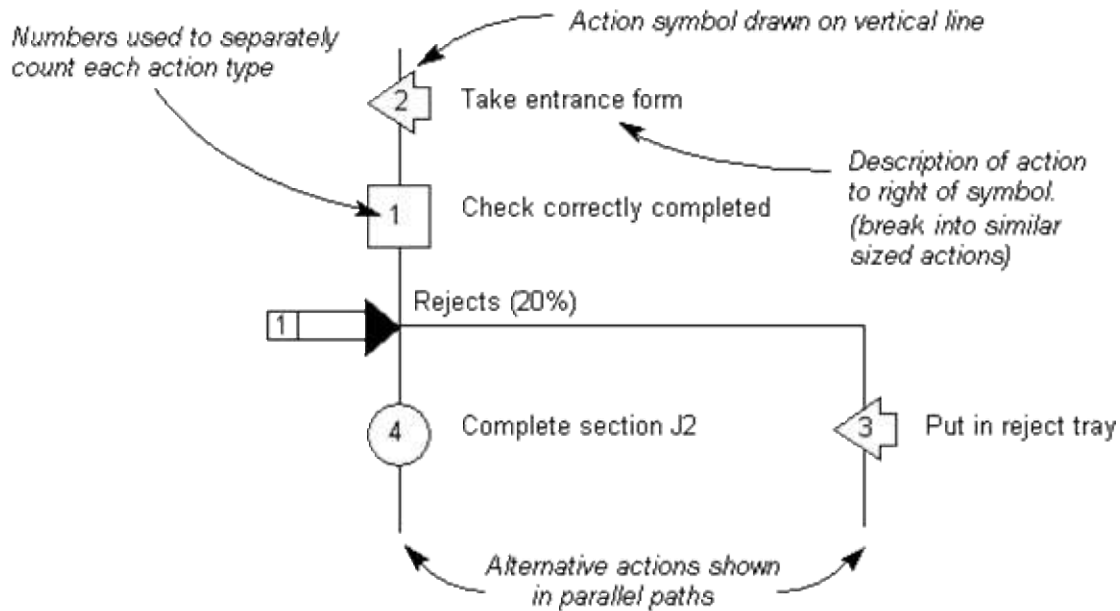 Action symbol drawn on vertical line
Numbers used to separately
count each action type
2
Take entrance form
Description of action
to right of symbol.
(break into similar
sized actions)
1
Check correctly completed
Rejects (20%)
1
4
Complete section J2
3
Put in reject tray
Alternative actions shown
in parallel paths